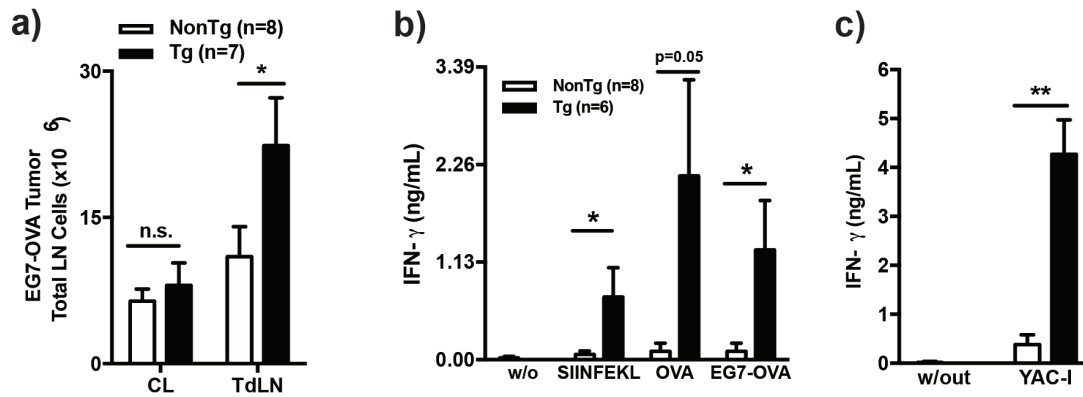 a)
NonTg (n=8)
Tg (n=7)
EG7-OVA Tumor
Total LN Cells (x10 6)
30
15
0
n.s.
*
CL
TdLN
b)
NonTg (n=8)
Tg (n=6)
IFN- γ (ng/mL)
3.39
2.26
1.13
0.00
*
p=0.05
*
w/o
SIINFEKL
OVA
EG7-OVA
c)
IFN- γ (ng/mL)
6
5
4
3
2
1
0
**
w/out
YAC-I